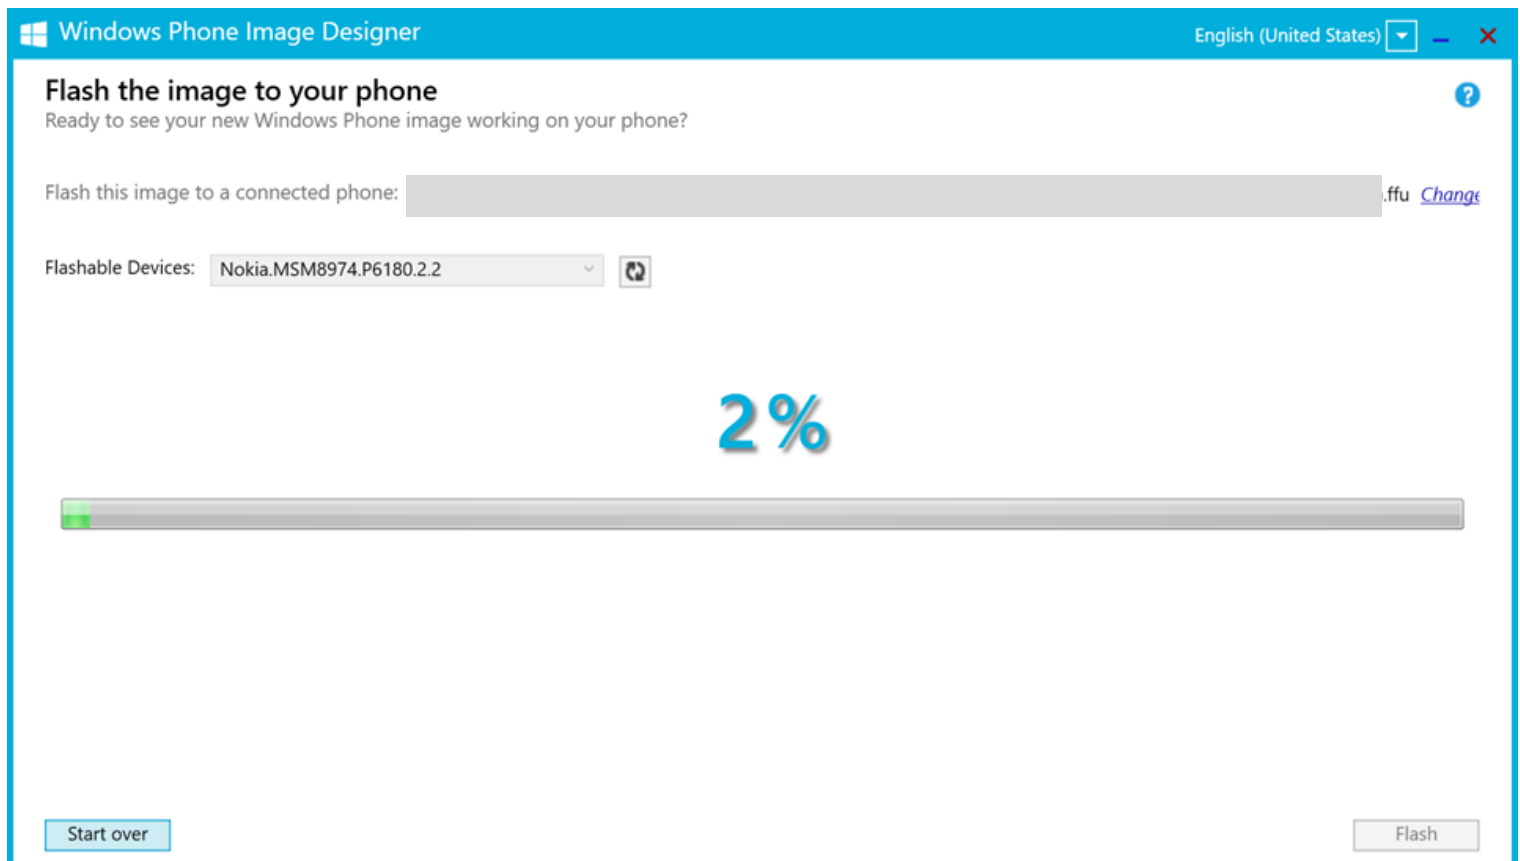 Windows Phone Image Designer English (United States)
Flash the image to your phone
Ready to see your new Windows Phone image working on your phone?
Flash this image to a connected phone: .ffu Change
Flashable Devices: Nokia.MSM8974.P6180.2.2
2%
Start over Flash